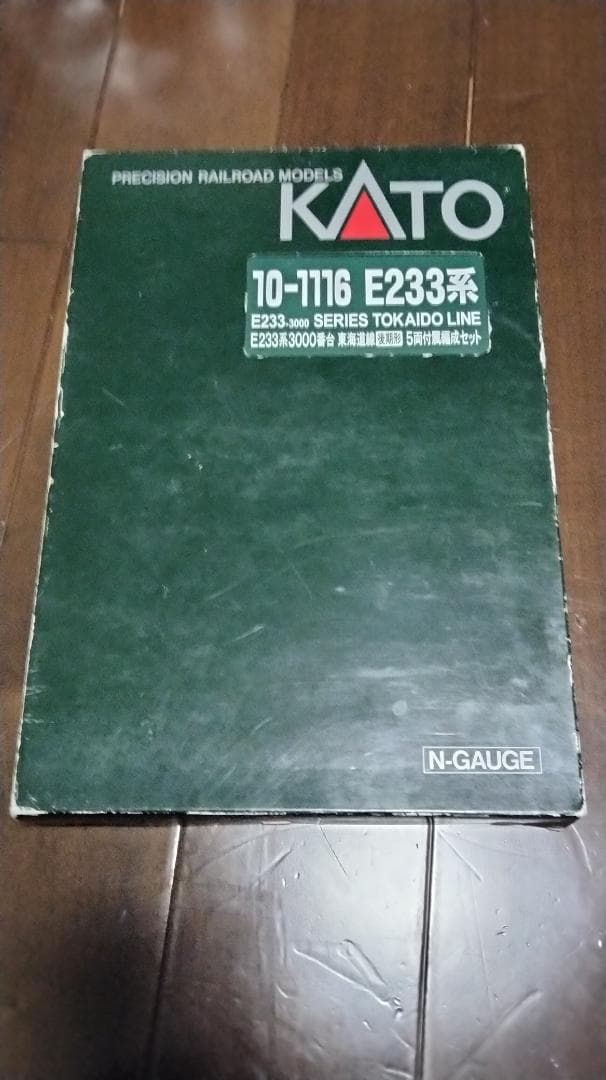 PRECISION RAILROAD MODELS
KATO
10-1116 E233系
E233-3000 SERIES TOKAIDO LINE
E233系3000番台 東海道線 後期形 5両付属編成セット
N-GAUGE